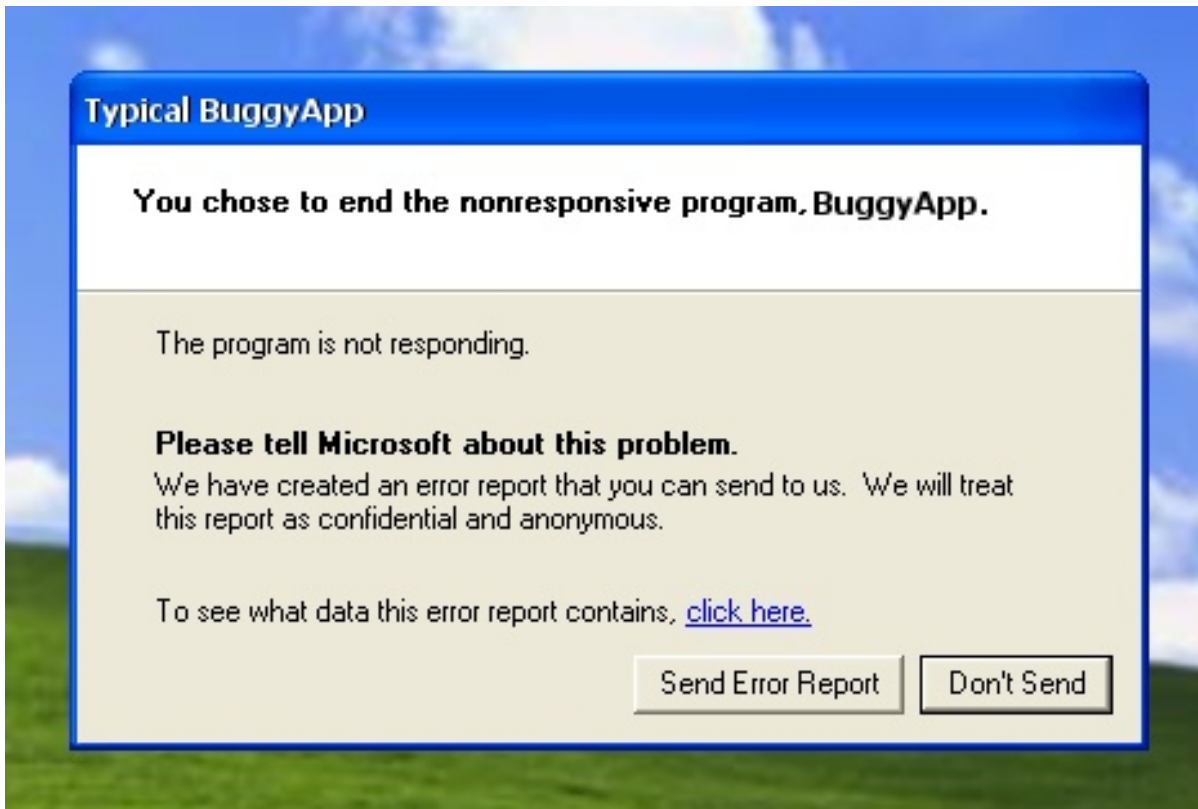 Typical BuggyApp
You chose to end the nonresponsive program, BuggyApp.
The program is not responding.
Please tell Microsoft about this problem.
We have created an error report that you can send to us.  We will treat
this report as confidential and anonymous.
To see what data this error report contains, click here.
Send Error Report
Don't Send